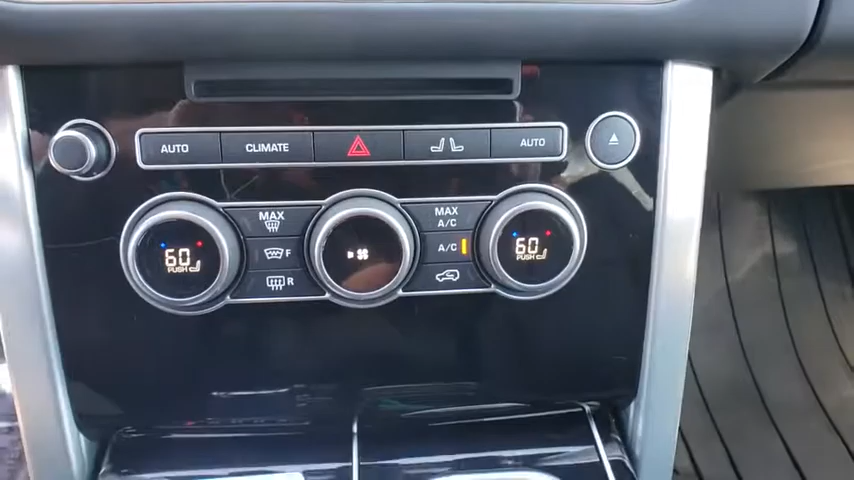 AUTO CLIMATE AUTO
MAX MAX
A/C
F A/C
R
60 60
PUSH PUSH